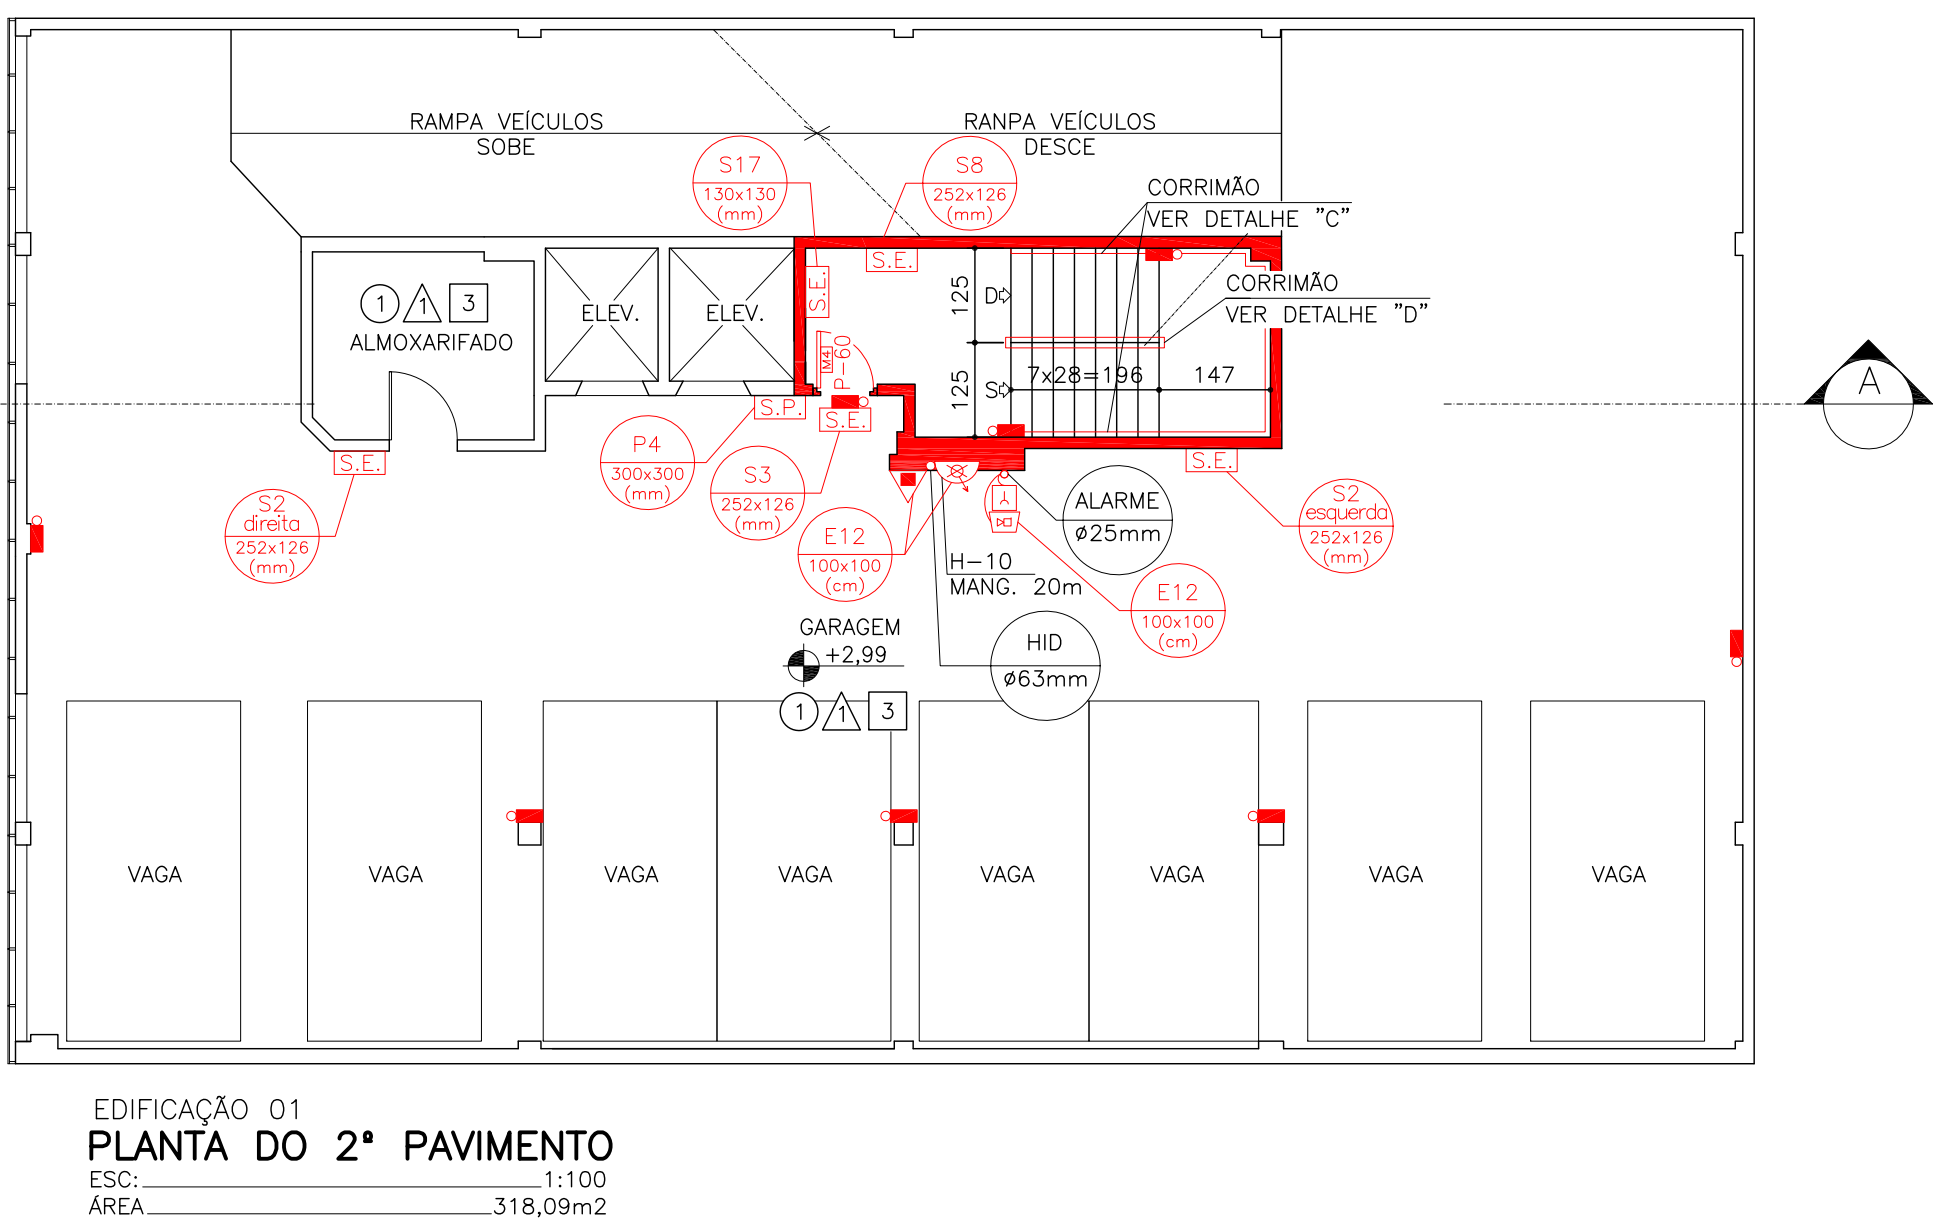 RAMPA VEÍCULOS
SOBE
RANPA VEÍCULOS
DESCE
S17
130x130
(mm)
S8
252x126
(mm)
CORRIMÃO
VER DETALHE "C"
S.E.
S.E.
CORRIMÃO
VER DETALHE "D"
1 1 3
ALMOXARIFADO
ELEV.
ELEV.
125
D
M4
P-60
125
S
7x28=196
147
A
S.P.
S.E.
S.E.
S.E.
P4
300x300
(mm)
S3
252x126
(mm)
S2
direita
252x126
(mm)
E12
100x100
(cm)
ALARME
ø25mm
S2
esquerda
252x126
(mm)
H-10
MANG. 20m
E12
100x100
(cm)
GARAGEM
+2,99
HID
ø63mm
1 1 3
VAGA
VAGA
VAGA
VAGA
VAGA
VAGA
VAGA
VAGA
EDIFICAÇÃO 01
PLANTA DO 2º PAVIMENTO
ESC: 1:100
ÁREA 318,09m2